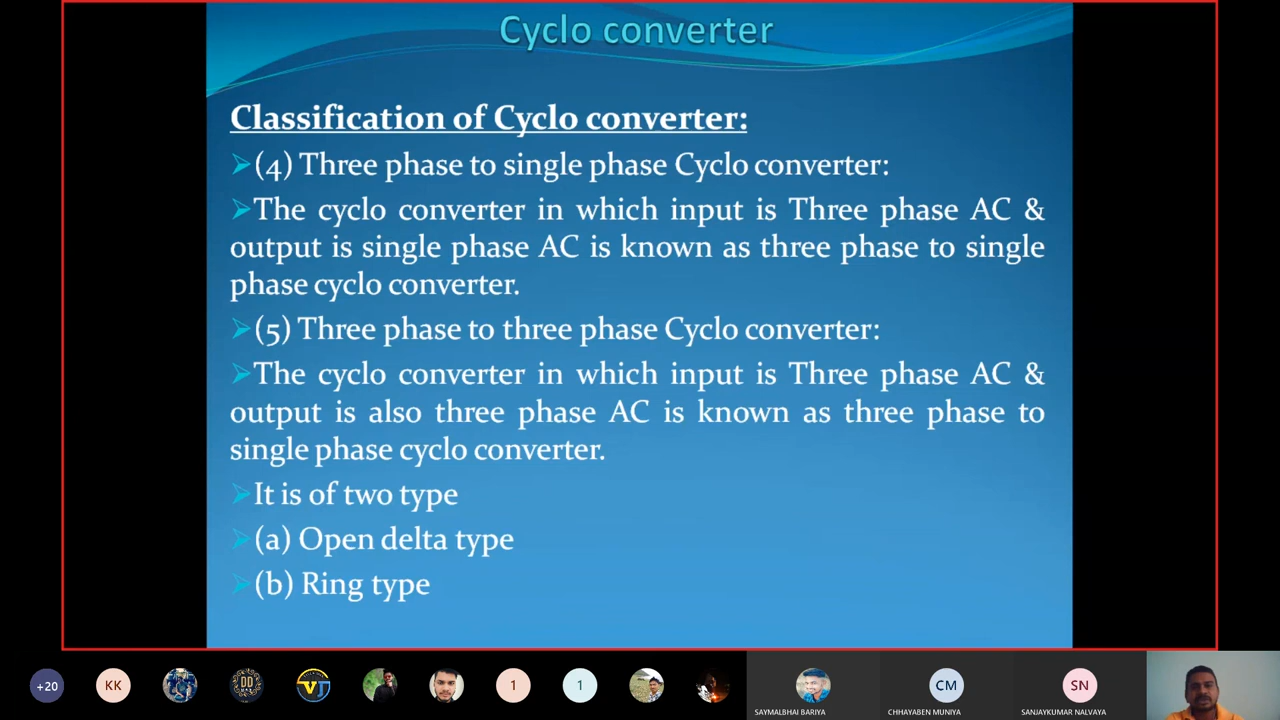 Cyclo converter
Classification of Cyclo converter:
(4) Three phase to single phase Cyclo converter:
The cyclo converter in which input is Three phase AC &
output is single phase AC is known as three phase to single
phase cyclo converter.
(5) Three phase to three phase Cyclo converter:
The cyclo converter in which input is Three phase AC &
output is also three phase AC is known as three phase to
single phase cyclo converter.
It is of two type
(a) Open delta type
(b) Ring type
+20 KK DD VT 1 1 CM SN
SAYMALBHAI BARIYA CHHAYABEN MUNIYA SANJAYKUMAR NALVAYA